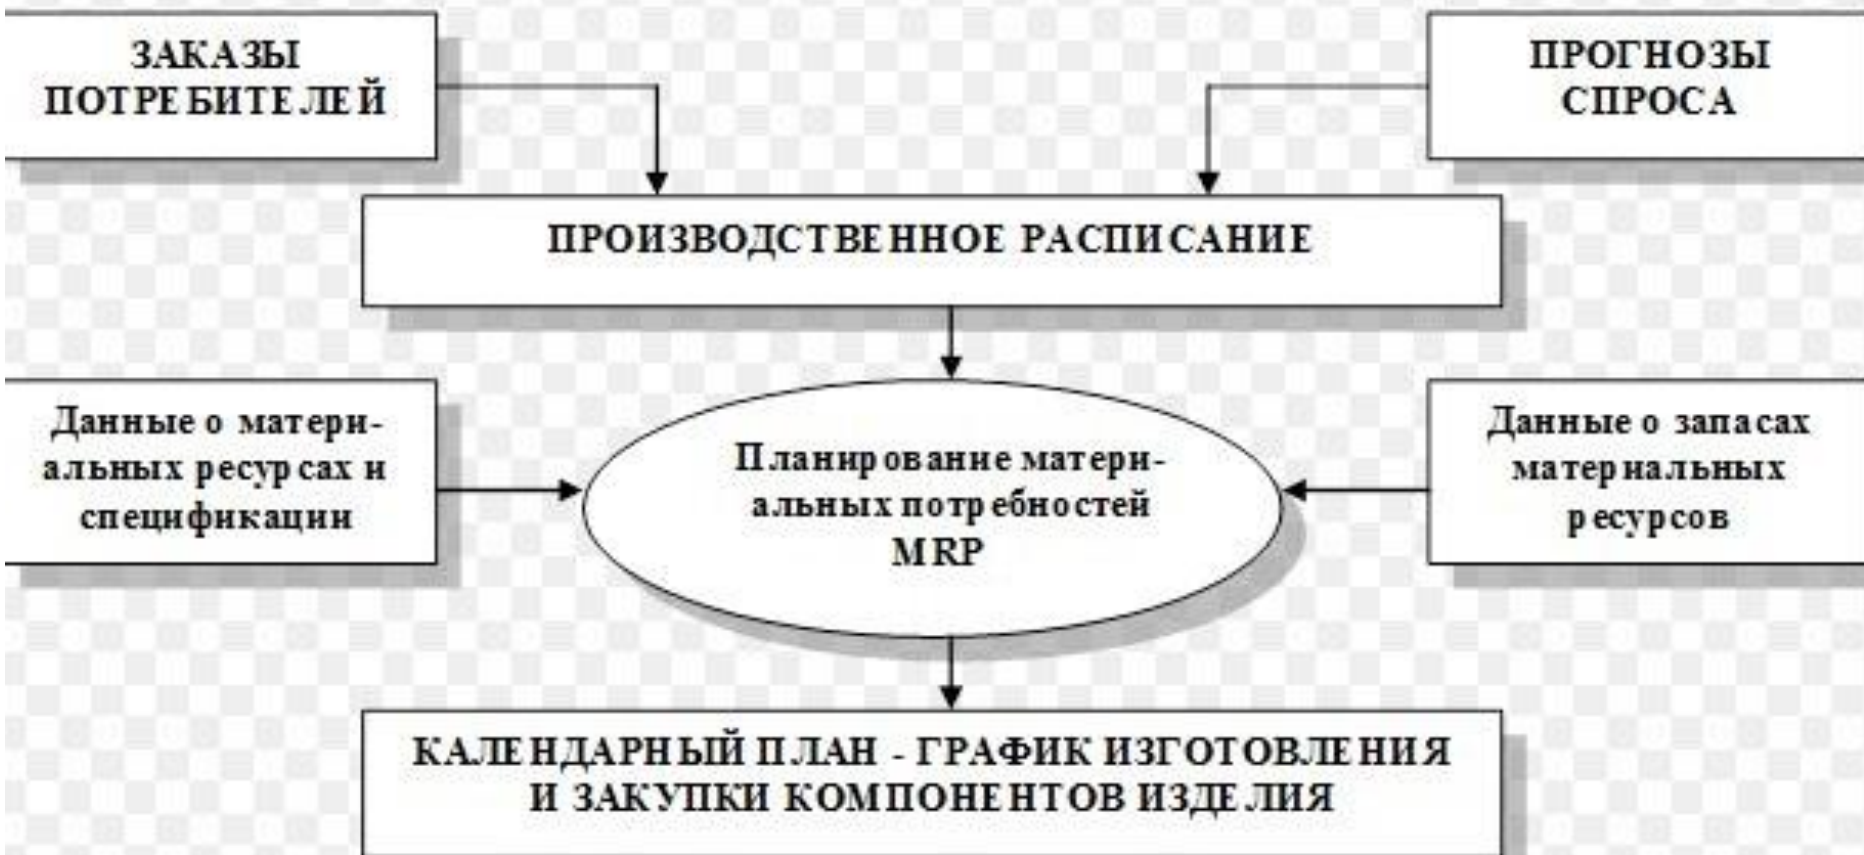 ЗАКАЗЫ
ПОТРЕБИТЕЛЕЙ
ПРОГНОЗЫ
СПРОСА
ПРОИЗВОДСТВЕННОЕ РАСПИСАНИЕ
Данные о матери-
альных ресурсах и
спецификации
Планирование матери-
альных потребностей
MRP
Данные о запасах
материальных
ресурсов
КАЛЕНДАРНЫЙ ПЛАН - ГРАФИК ИЗГОТОВЛЕНИЯ
И ЗАКУПКИ КОМПОНЕНТОВ ИЗДЕЛИЯ